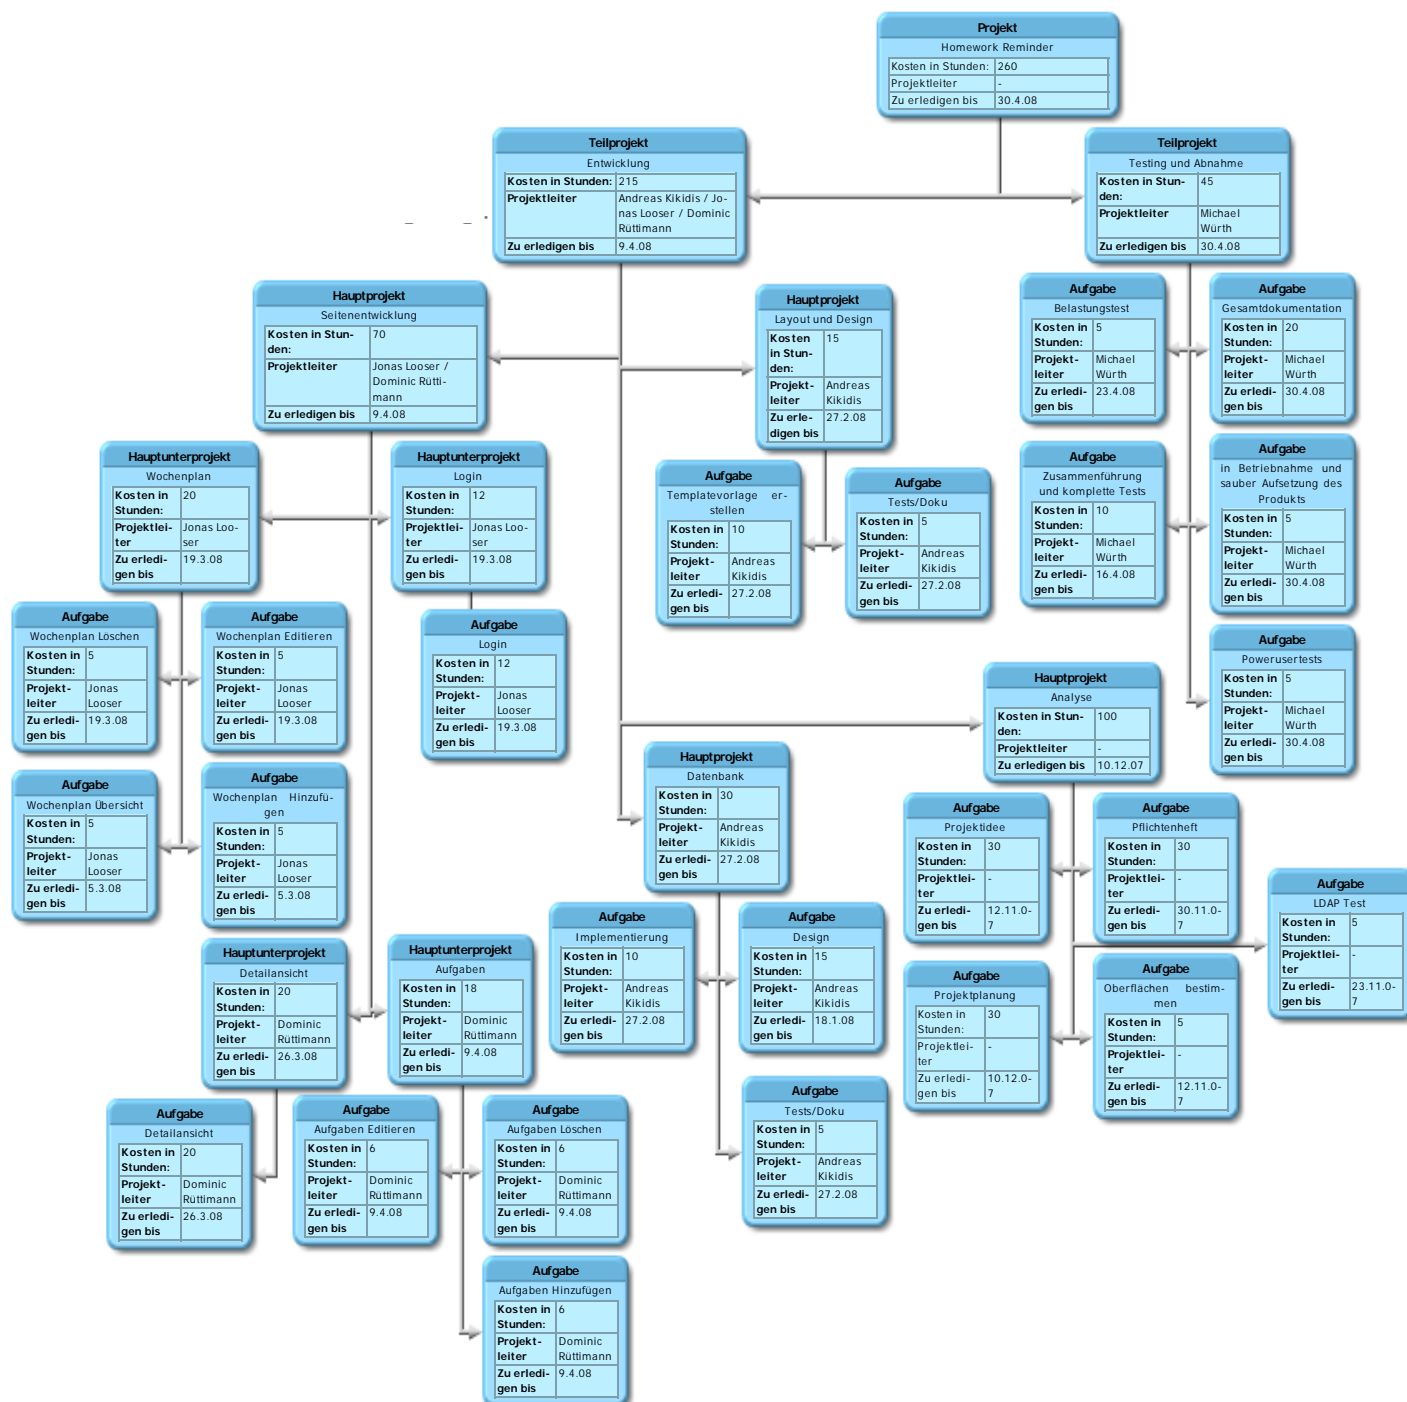 Projekt
Homework Reminder
Kosten in Stunden: 260
Projektleiter -
Zu erledigen bis 30.4.08
Teilprojekt
Entwicklung
Kosten in Stunden: 215
Projektleiter Andreas Kikidis / Jo-
nas Looser / Dominic
Rüttimann
Zu erledigen bis 9.4.08
Teilprojekt
Testing und Abnahme
Kosten in Stun- 45
den:
Projektleiter Michael
Würth
Zu erledigen bis 30.4.08
Hauptprojekt
Seitenentwicklung
Kosten in Stun- 70
den:
Projektleiter Jonas Looser /
Dominic Rütti-
mann
Zu erledigen bis 9.4.08
Hauptprojekt
Layout und Design
Kosten 15
in Stun-
den:
Projekt- Andreas
leiter Kikidis
Zu erle- 27.2.08
digen bis
Aufgabe
Belastungstest
Kosten in 5
Stunden:
Projekt- Michael
leiter Würth
Zu erledi- 23.4.08
gen bis
Aufgabe
Gesamtdokumentation
Kosten in 20
Stunden:
Projekt- Michael
leiter Würth
Zu erledi- 30.4.08
gen bis
Hauptunterprojekt
Wochenplan
Kosten in 20
Stunden:
Projektlei- Jonas Loo-
ter ser
Zu erledi- 19.3.08
gen bis
Hauptunterprojekt
Login
Kosten in 12
Stunden:
Projektlei- Jonas Loo-
ter ser
Zu erledi- 19.3.08
gen bis
Aufgabe
Templatevorlage er-
stellen
Kosten in 10
Stunden:
Projekt- Andreas
leiter Kikidis
Zu erledi- 27.2.08
gen bis
Aufgabe
Tests/Doku
Kosten in 5
Stunden:
Projekt- Andreas
leiter Kikidis
Zu erledi- 27.2.08
gen bis
Aufgabe
Zusammenführung
und komplette Tests
Kosten in 10
Stunden:
Projekt- Michael
leiter Würth
Zu erledi- 16.4.08
gen bis
Aufgabe
in Betriebnahme und
sauber Aufsetzung des
Produkts
Kosten in 5
Stunden:
Projekt- Michael
leiter Würth
Zu erledi- 30.4.08
gen bis
Aufgabe
Wochenplan Löschen
Kosten in 5
Stunden:
Projekt- Jonas
leiter Looser
Zu erledi- 19.3.08
gen bis
Aufgabe
Wochenplan Editieren
Kosten in 5
Stunden:
Projekt- Jonas
leiter Looser
Zu erledi- 19.3.08
gen bis
Aufgabe
Login
Kosten in 12
Stunden:
Projekt- Jonas
leiter Looser
Zu erledi- 19.3.08
gen bis
Aufgabe
Powerusertests
Kosten in 5
Stunden:
Projekt- Michael
leiter Würth
Zu erledi- 30.4.08
gen bis
Hauptprojekt
Analyse
Kosten in Stun- 100
den:
Projektleiter -
Zu erledigen bis 10.12.07
Hauptprojekt
Datenbank
Kosten in 30
Stunden:
Projekt- Andreas
leiter Kikidis
Zu erledi- 27.2.08
gen bis
Aufgabe
Wochenplan Übersicht
Kosten in 5
Stunden:
Projekt- Jonas
leiter Looser
Zu erledi- 5.3.08
gen bis
Aufgabe
Wochenplan Hinzufü-
gen
Kosten in 5
Stunden:
Projekt- Jonas
leiter Looser
Zu erledi- 5.3.08
gen bis
Aufgabe
Projektidee
Kosten in 30
Stunden:
Projektlei- -
ter
Zu erledi- 12.11.0-
gen bis 7
Aufgabe
Pflichtenheft
Kosten in 30
Stunden:
Projektlei- -
ter
Zu erledi- 30.11.0-
gen bis 7
Aufgabe
LDAP Test
Kosten in 5
Stunden:
Projektlei- -
ter
Zu erledi- 23.11.0-
gen bis 7
Aufgabe
Implementierung
Kosten in 10
Stunden:
Projekt- Andreas
leiter Kikidis
Zu erledi- 27.2.08
gen bis
Aufgabe
Design
Kosten in 15
Stunden:
Projekt- Andreas
leiter Kikidis
Zu erledi- 18.1.08
gen bis
Hauptunterprojekt
Detailansicht
Kosten in 20
Stunden:
Projekt- Dominic
leiter Rüttimann
Zu erledi- 26.3.08
gen bis
Hauptunterprojekt
Aufgaben
Kosten in 18
Stunden:
Projekt- Dominic
leiter Rüttimann
Zu erledi- 9.4.08
gen bis
Aufgabe
Projektplanung
Kosten in 30
Stunden:
Projektlei- -
ter
Zu erledi- 10.12.0-
gen bis 7
Aufgabe
Oberflächen bestim-
men
Kosten in 5
Stunden:
Projektlei- -
ter
Zu erledi- 12.11.0-
gen bis 7
Aufgabe
Tests/Doku
Kosten in 5
Stunden:
Projekt- Andreas
leiter Kikidis
Zu erledi- 27.2.08
gen bis
Aufgabe
Detailansicht
Kosten in 20
Stunden:
Projekt- Dominic
leiter Rüttimann
Zu erledi- 26.3.08
gen bis
Aufgabe
Aufgaben Editieren
Kosten in 6
Stunden:
Projekt- Dominic
leiter Rüttimann
Zu erledi- 9.4.08
gen bis
Aufgabe
Aufgaben Löschen
Kosten in 6
Stunden:
Projekt- Dominic
leiter Rüttimann
Zu erledi- 9.4.08
gen bis
Aufgabe
Aufgaben Hinzufügen
Kosten in 6
Stunden:
Projekt- Dominic
leiter Rüttimann
Zu erledi- 9.4.08
gen bis